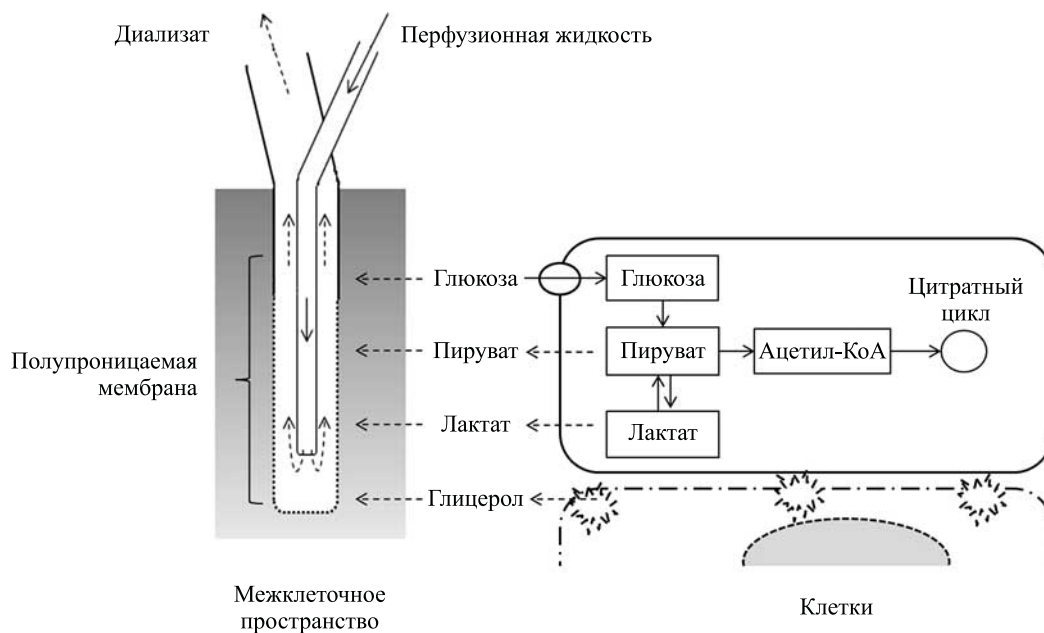 Диализат
Перфузионная жидкость
Полупроницаемая
мембрана
Глюкоза
Пируват
Лактат
Глицерол
Глюкоза
Пируват
Ацетил-КоА
Лактат
Цитратный
цикл
Межклеточное
пространство
Клетки